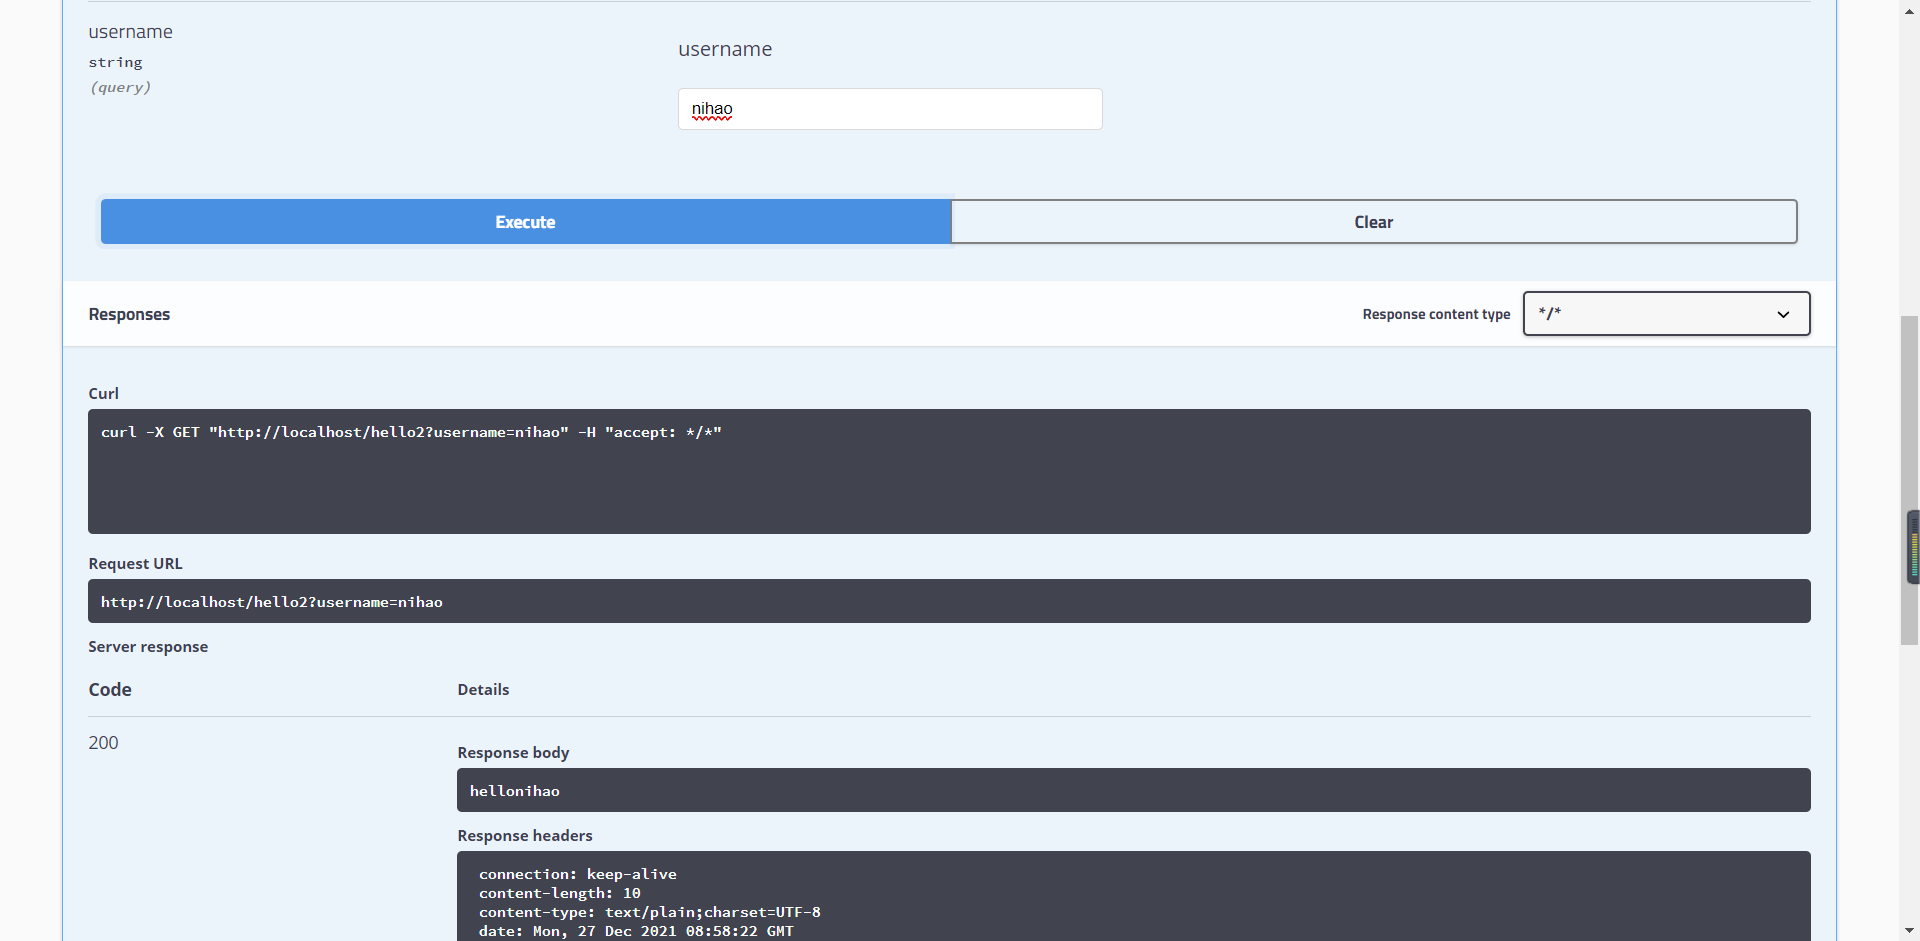 username
string
(query)
username
nihao
Execute
Clear
Responses
Response content type
*/*
Curl
curl -X GET "http://localhost/hello2?username=nihao" -H "accept: */*"
Request URL
http://localhost/hello2?username=nihao
Server response
Code
Details
200
Response body
hellonihao
Response headers
connection: keep-alive
content-length: 10
content-type: text/plain;charset=UTF-8
date: Mon, 27 Dec 2021 08:58:22 GMT